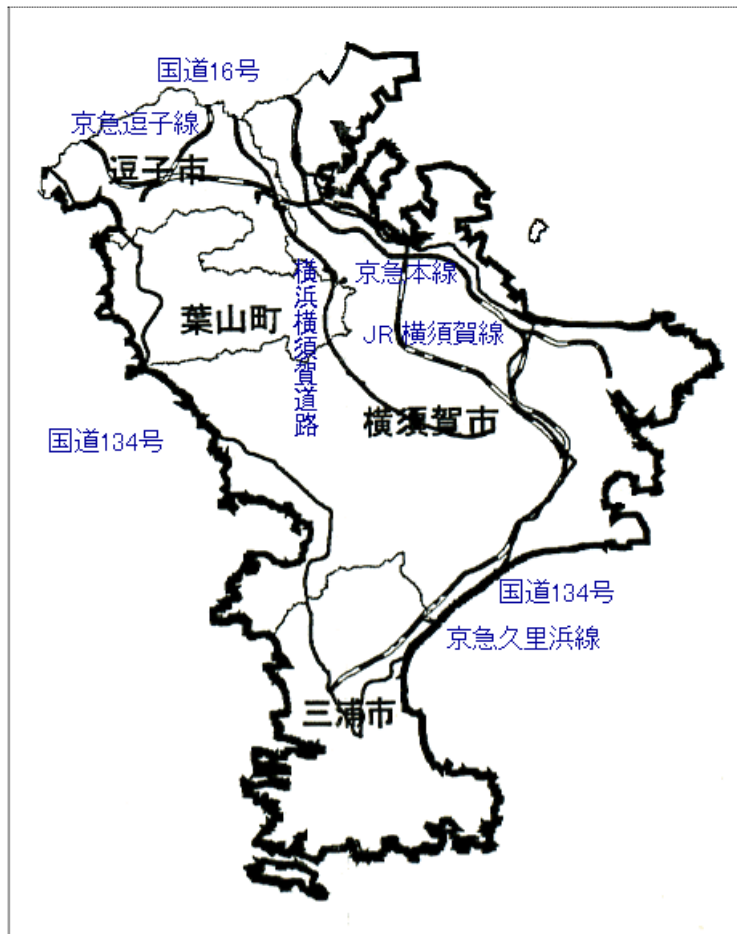 国道16号
京急逗子線
逗子市
京急本線
横浜横須賀道路
葉山町
JR 横須賀線
横須賀市
国道134号
国道134号
京急久里浜線
三浦市